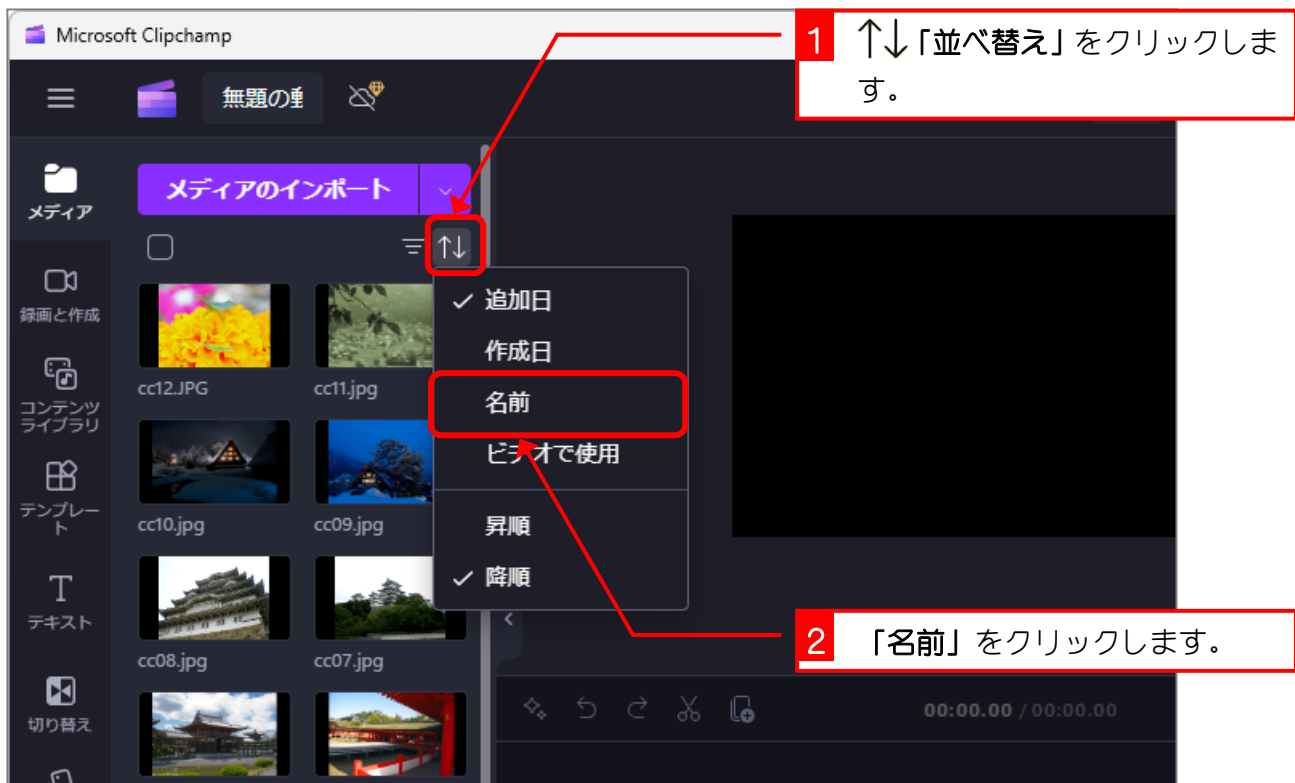 Microsoft Clipchamp
1 ↑↓「並べ替え」をクリックしま
す。
無題の動
メディア
メディアのインポート
録画と作成
追加日
作成日
cc12.JPG
cc11.jpg
名前
コンテンツ
ライブラリ
ビデオで使用
テンプレー
ト
cc10.jpg
cc09.jpg
昇順
降順
テキスト
2 「名前」をクリックします。
cc08.jpg
cc07.jpg
切り替え
00:00.00 / 00:00.00